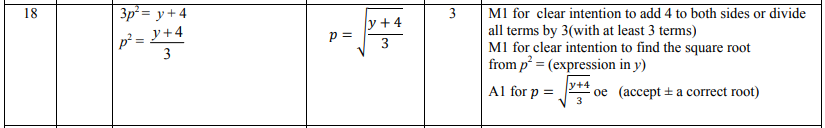 18
3p² = y + 4
p² = (y + 4)/3
p = √((y + 4)/3)
3
M1 for clear intention to add 4 to both sides or divide
all terms by 3(with at least 3 terms)
M1 for clear intention to find the square root
from p² = (expression in y)
A1 for p = √((y+4)/3) oe (accept ± a correct root)